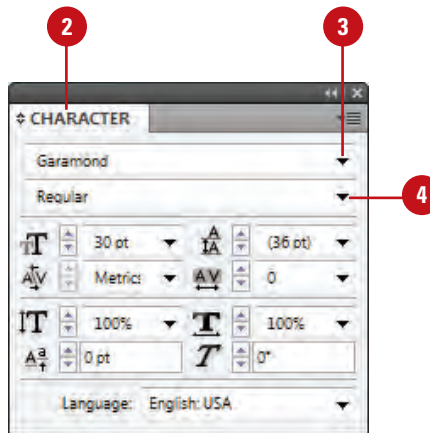 2 3
CHARACTER
Garamond
Regular
4
30 pt (36 pt)
Metrics 0
100% 100%
0 pt 0°
Language: English: USA